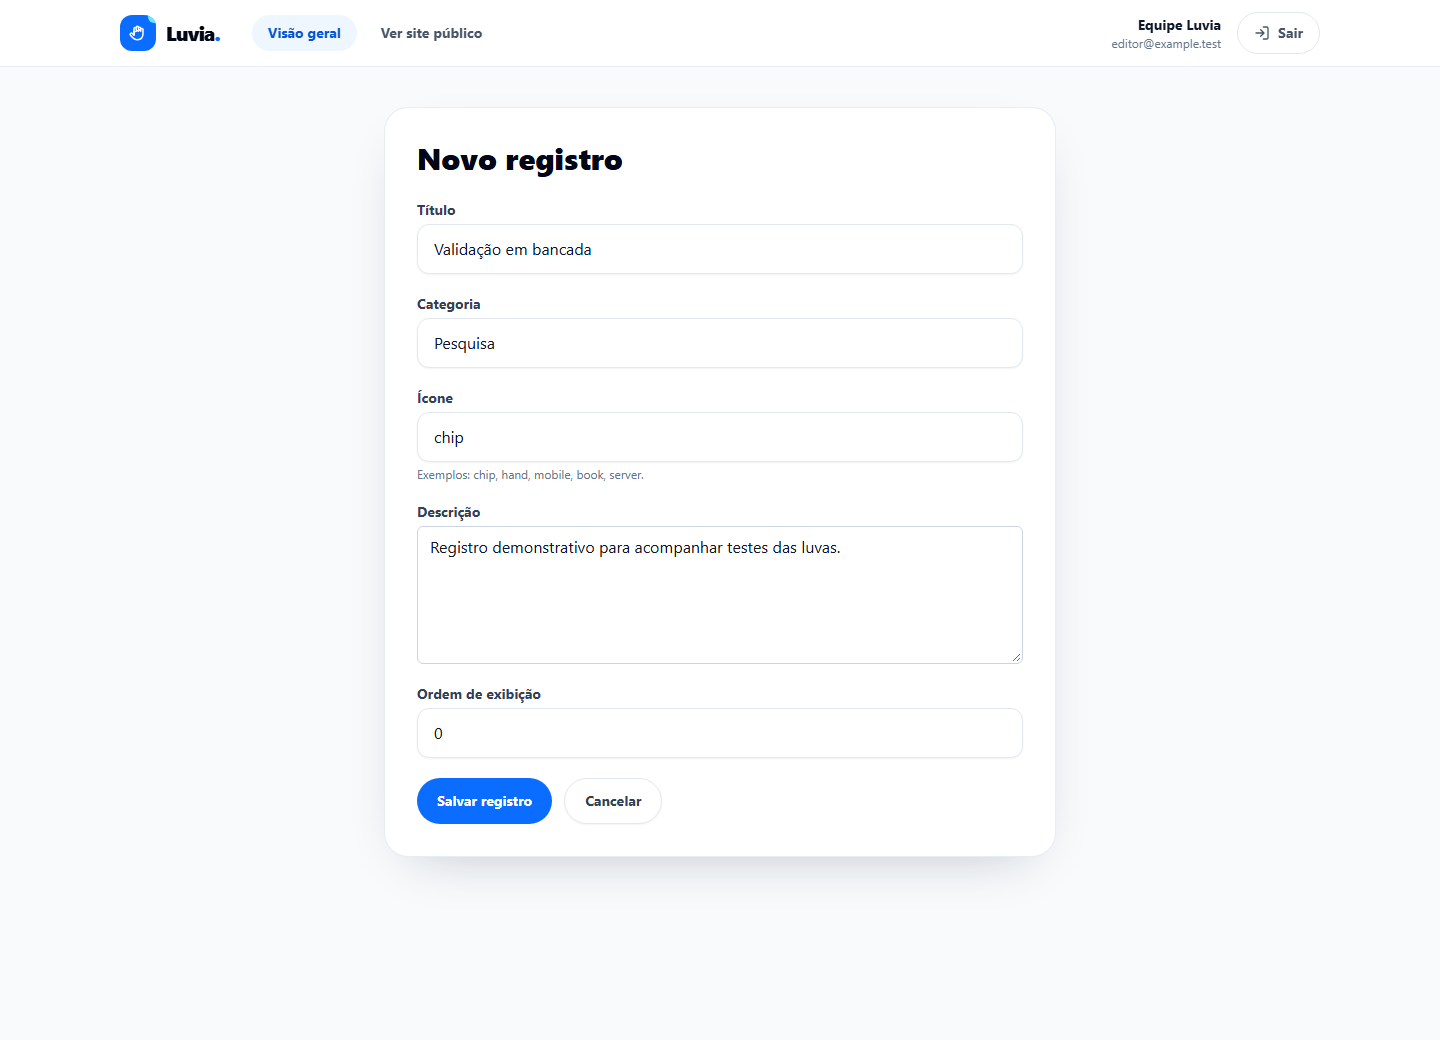 Luvia.
Visão geral
Ver site público
Equipe Luvia
editor@example.test
Sair
Novo registro
Título
Validação em bancada
Categoria
Pesquisa
Ícone
chip
Exemplos: chip, hand, mobile, book, server.
Descrição
Registro demonstrativo para acompanhar testes das luvas.
Ordem de exibição
0
Salvar registro
Cancelar